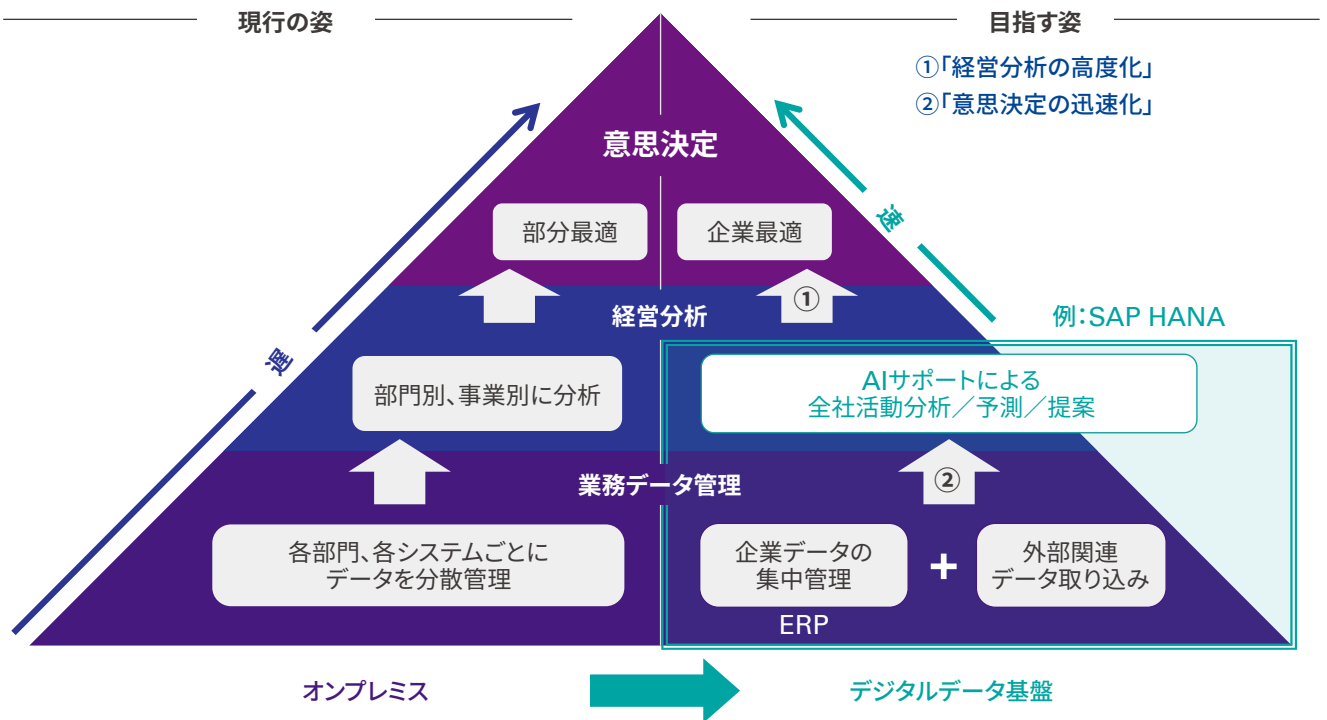 現行の姿
目指す姿
①「経営分析の高度化」
②「意思決定の迅速化」
意思決定
部分最適
企業最適
速
①
経営分析
例：SAP HANA
遅
部門別、事業別に分析
AIサポートによる
全社活動分析／予測／提案
②
業務データ管理
各部門、各システムごとに
データを分散管理
企業データの
集中管理
+
外部関連
データ取り込み
ERP
オンプレミス
デジタルデータ基盤